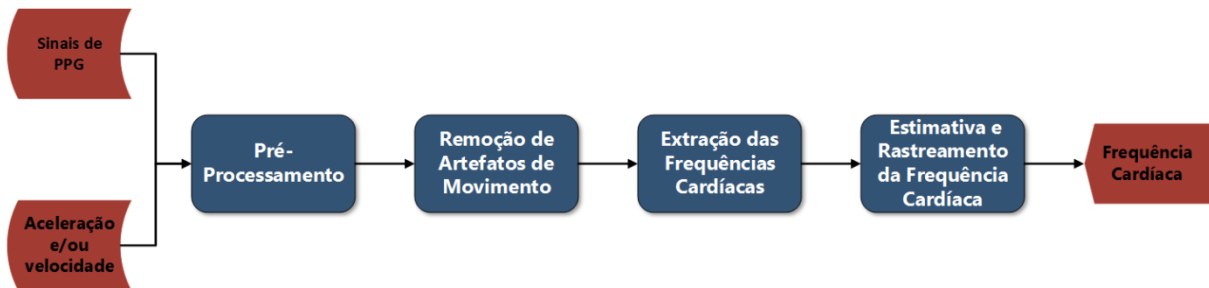 Sinais de
PPG
Aceleração
e/ou
velocidade
Pré-
Processamento
Remoção de
Artefatos de
Movimento
Extração das
Frequências
Cardíacas
Estimativa e
Rastreamento
da Frequência
Cardíaca
Frequência
Cardíaca